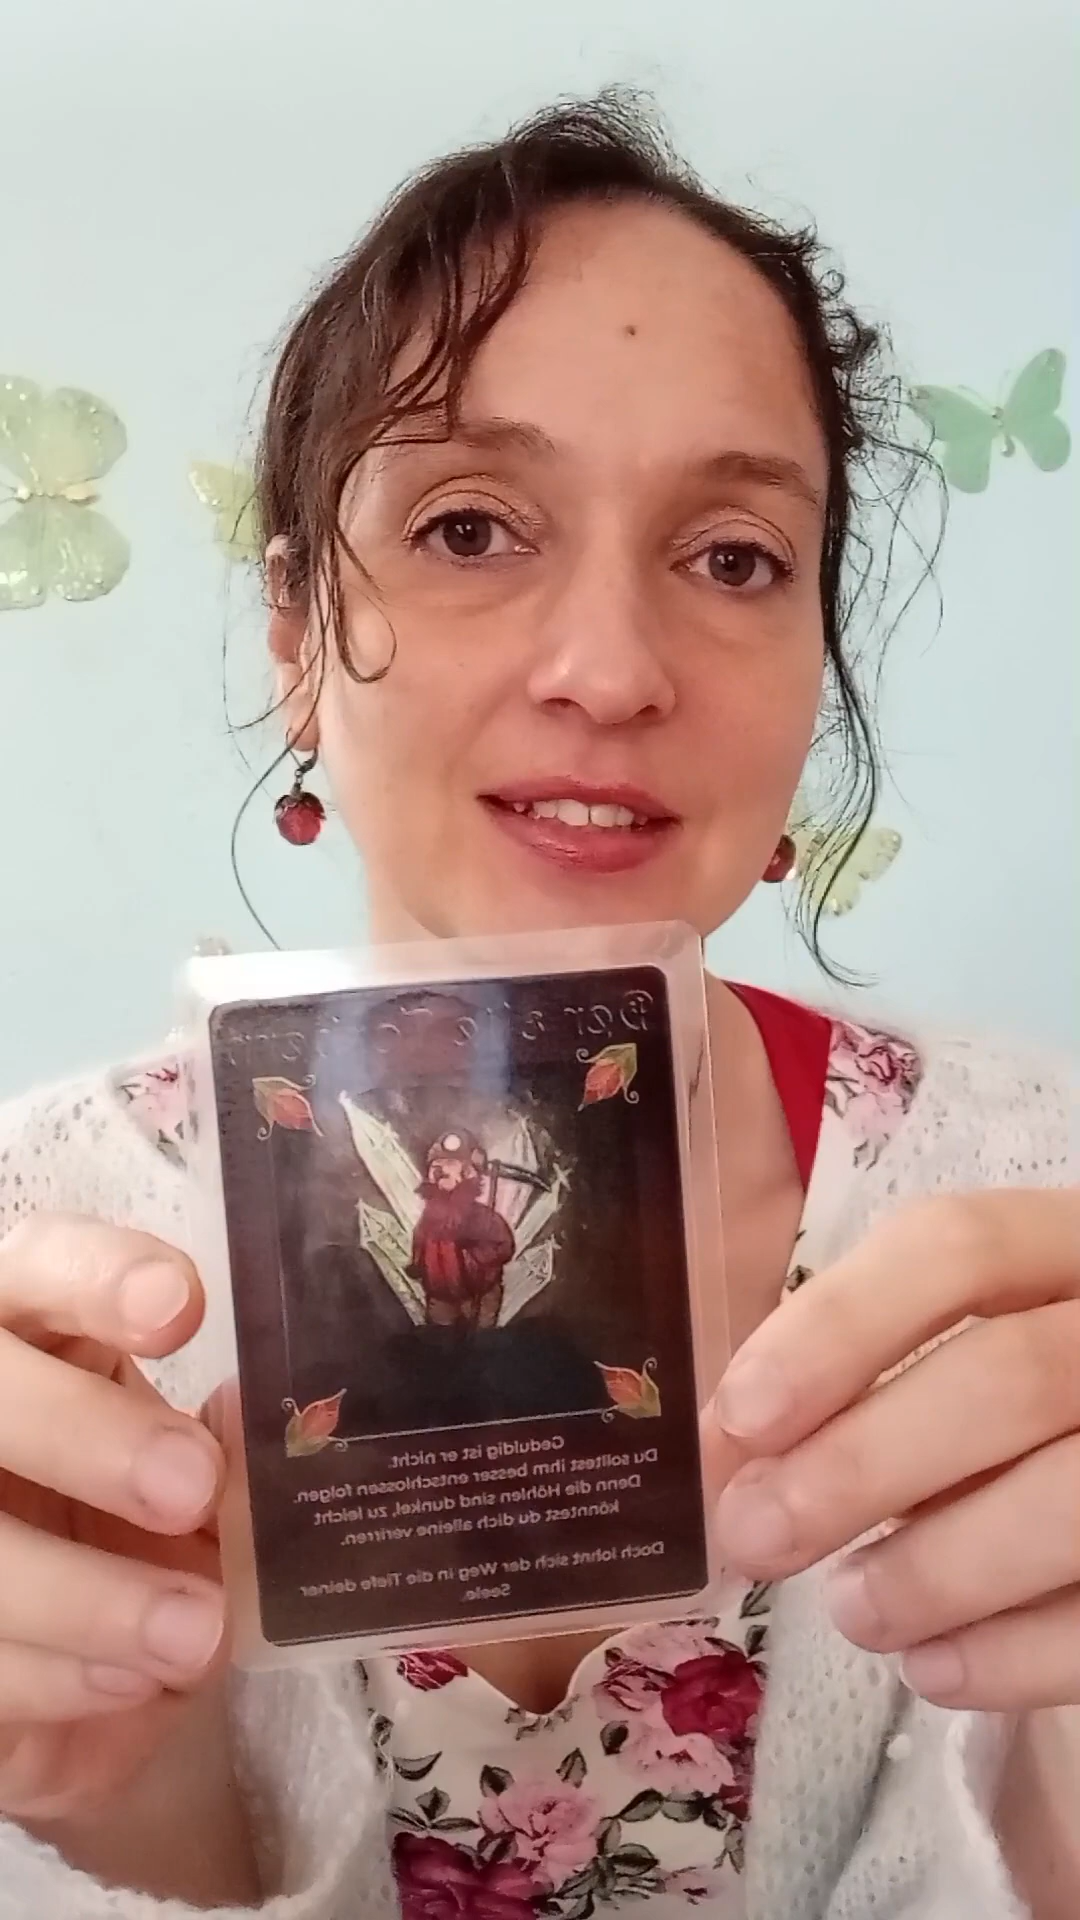 Der
Geduldig ist er nicht.
Du solltest ihm besser entschlossen folgen.
Denn die Höhlen sind dunkel, zu leicht
könntest du dich alleine verirren.
Doch lohnt sich der Weg in die Tiefe deiner
Seele.